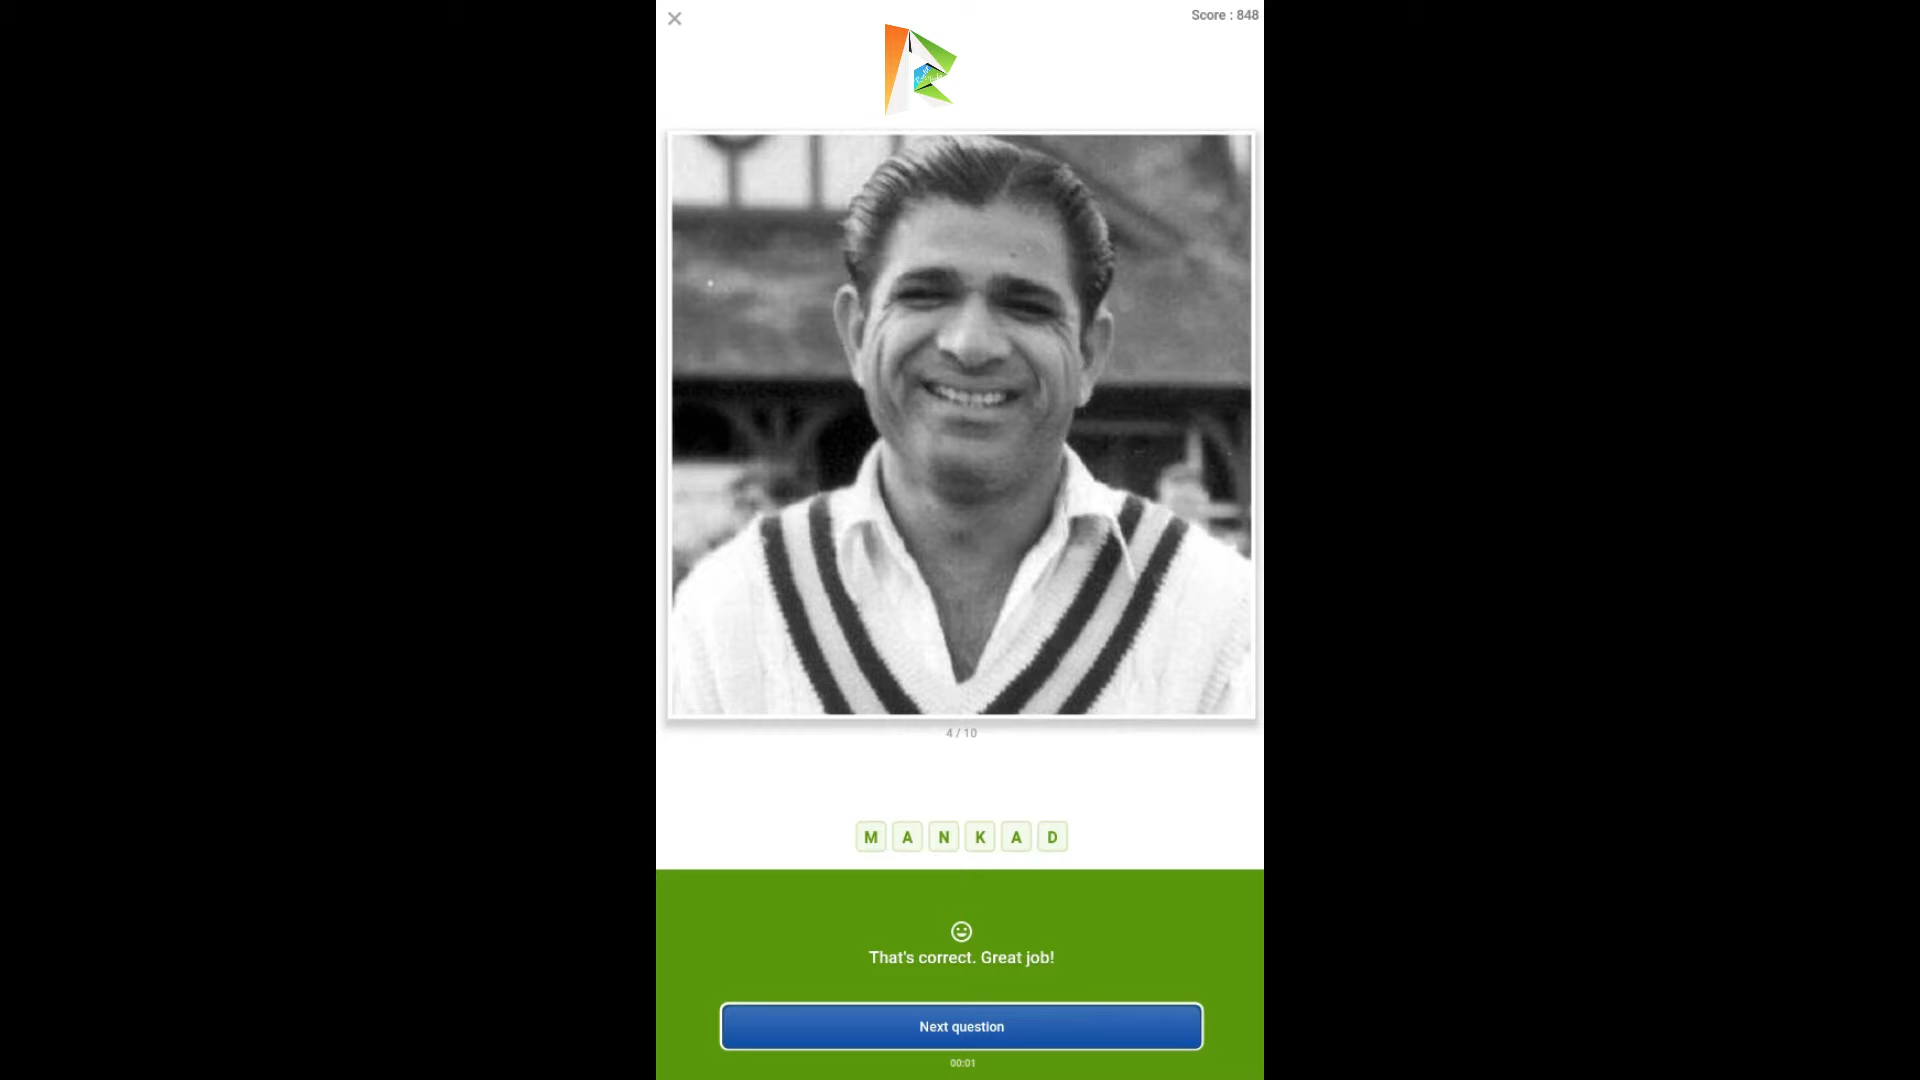 Score : 848
4 / 10
M A N K A D
That's correct. Great job!
Next question
00:01